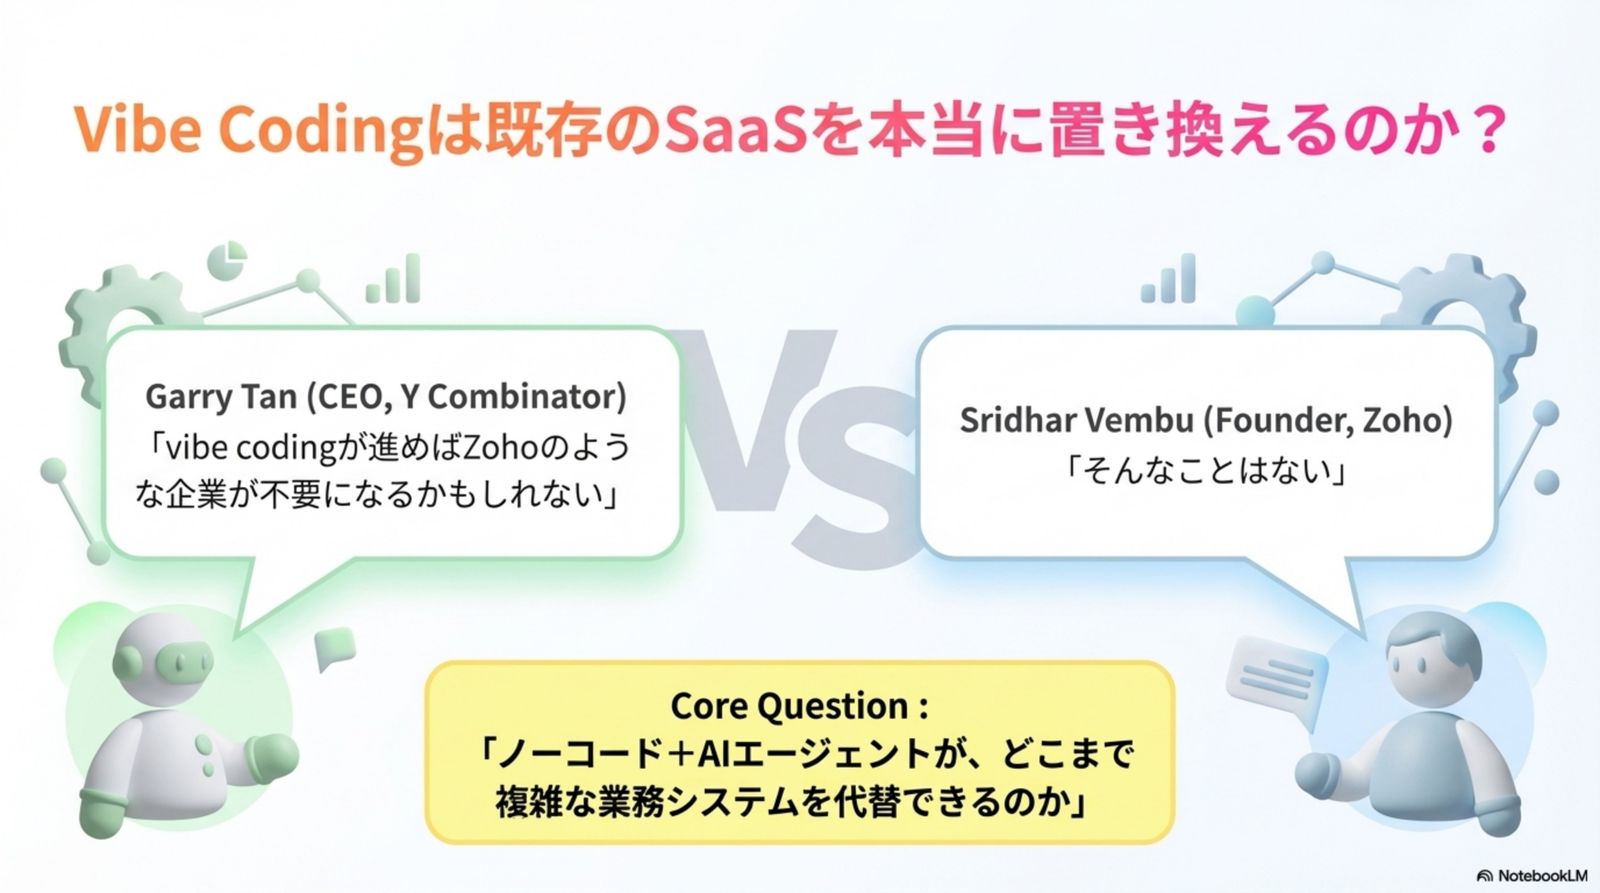 Vibe Codingは既存のSaaSを本当に置き換えるのか？
VS
Garry Tan (CEO, Y Combinator)
「vibe codingが進めばZohoのよう
な企業が不要になるかもしれない」
Sridhar Vembu (Founder, Zoho)
「そんなことはない」
Core Question :
「ノーコード＋AIエージェントが、どこまで
複雑な業務システムを代替できるのか」
NotebookLM